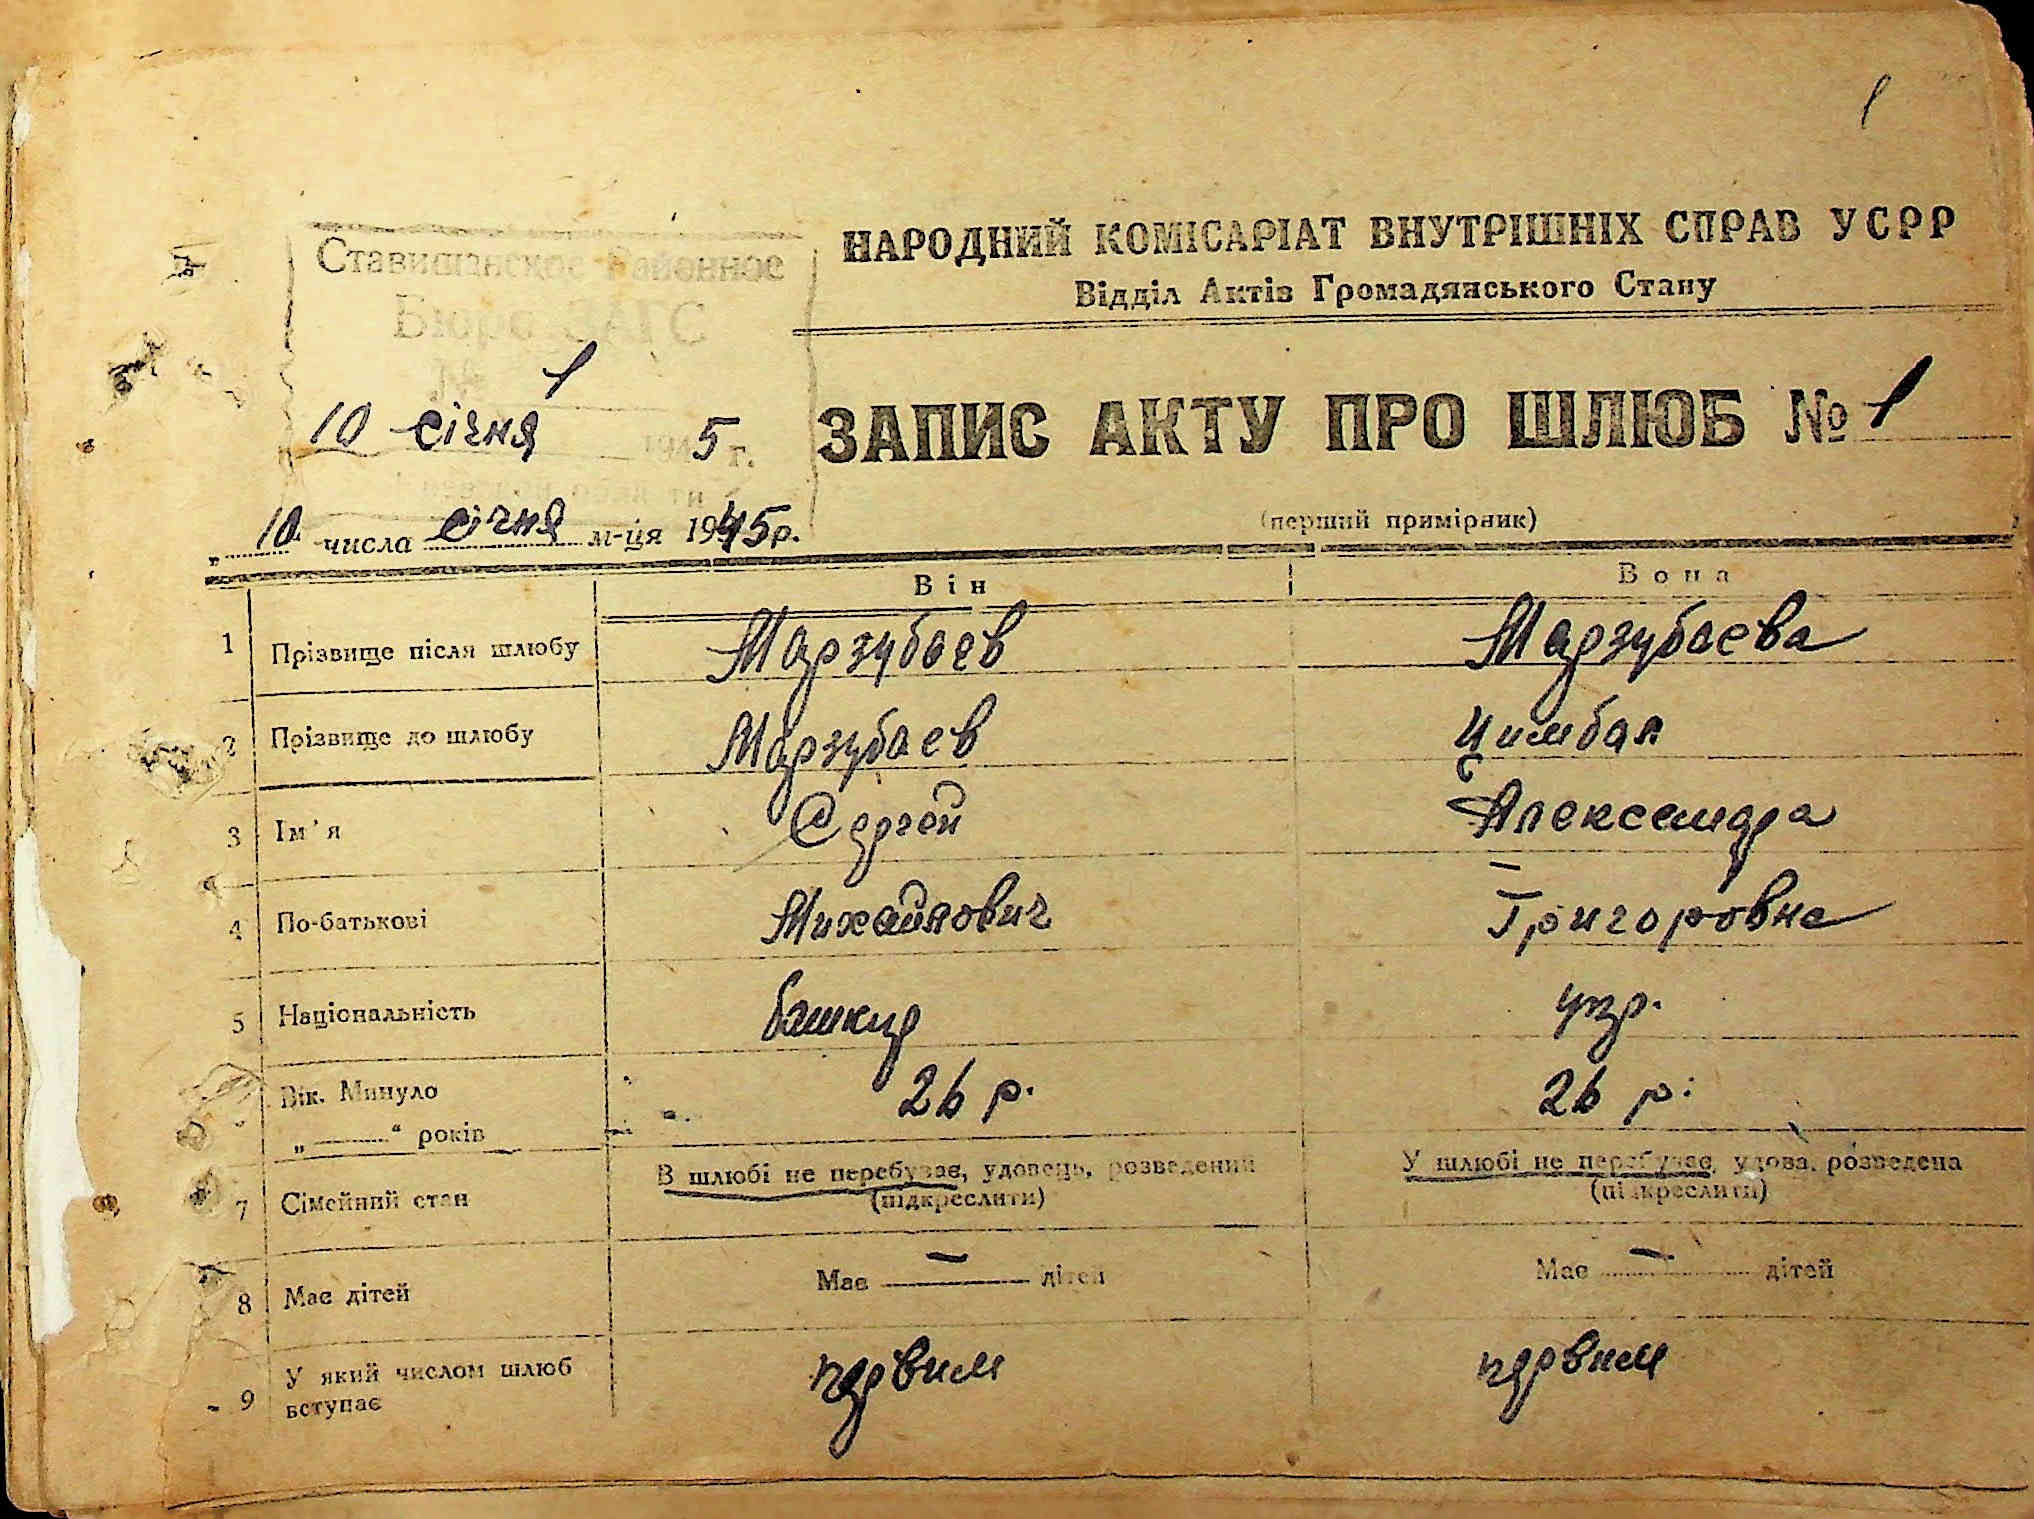 1
НАРОДНИЙ КОМІСАРІАТ ВНУТРІШНІХ СПРАВ УСРР
Відділ Актів Громадянського Стану
Ставищанское Районное
Бюро ЗАГС
№ 1
10 січня 1945 г.
ЗАПИС АКТУ ПРО ШЛЮБ № 1
(перший примірник)
„ 10 числа січня м-ця 1945 р.
Він Вона
1 Прізвище після шлюбу Марзубаев Марзубаева
2 Прізвище до шлюбу Марзубаев Цимбал
3 Ім'я Сергей Александра
4 По-батькові Михайлович Григоровна
5 Національність башкир укр.
Вік. Минуло 26 р. 26 р.
„ “ років
7 Сімейний стан В шлюбі не перебуває, удовець, розведений У шлюбі не перебуває, удова, розведена
(підкреслити) (підкреслити)
8 Має дітей Має — дітей Має — дітей
9 У який числом шлюб вступає первим первим